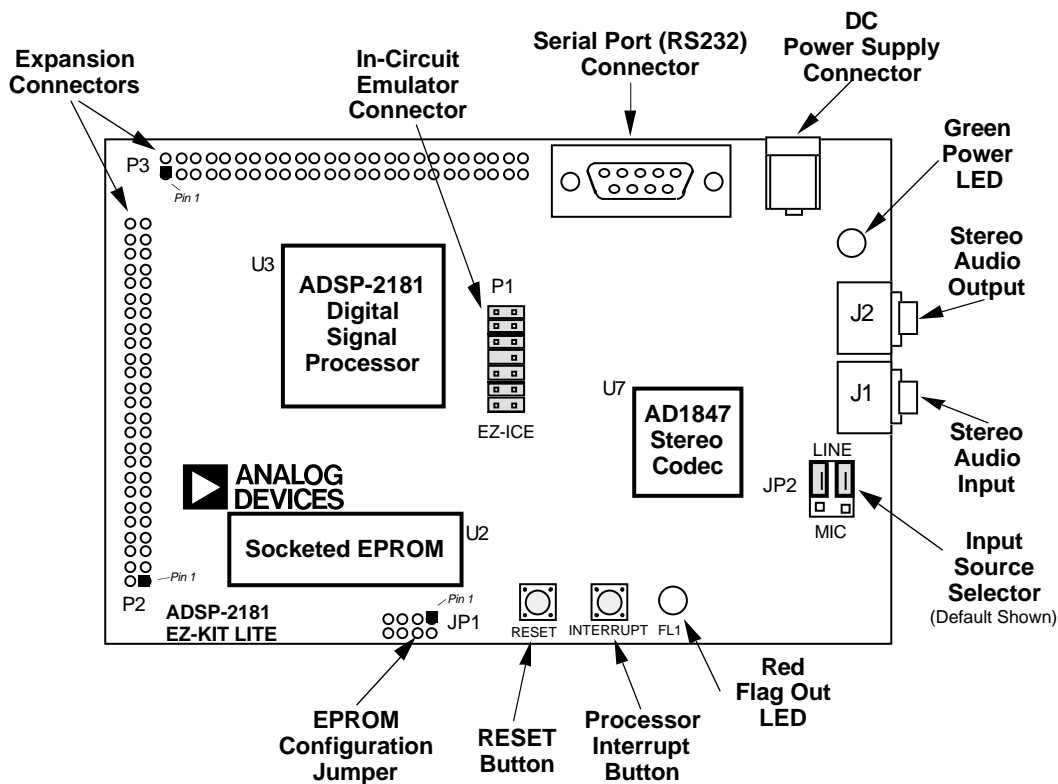 Expansion
Connectors
In-Circuit
Emulator
Connector
Serial Port (RS232)
Connector
DC
Power Supply
Connector
Green
Power
LED
P3
Pin 1
Stereo
Audio
Output
U3
ADSP-2181
Digital
Signal
Processor
P1
EZ-ICE
J2
J1
U7
AD1847
Stereo
Codec
Stereo
Audio
Input
LINE
JP2
MIC
ANALOG
DEVICES
U2
Socketed EPROM
Input
Source
Selector
(Default Shown)
Pin 1
P2
ADSP-2181
EZ-KIT LITE
Pin 1
JP1
RESET
INTERRUPT
FL1
EPROM
Configuration
Jumper
RESET
Button
Processor
Interrupt
Button
Red
Flag Out
LED